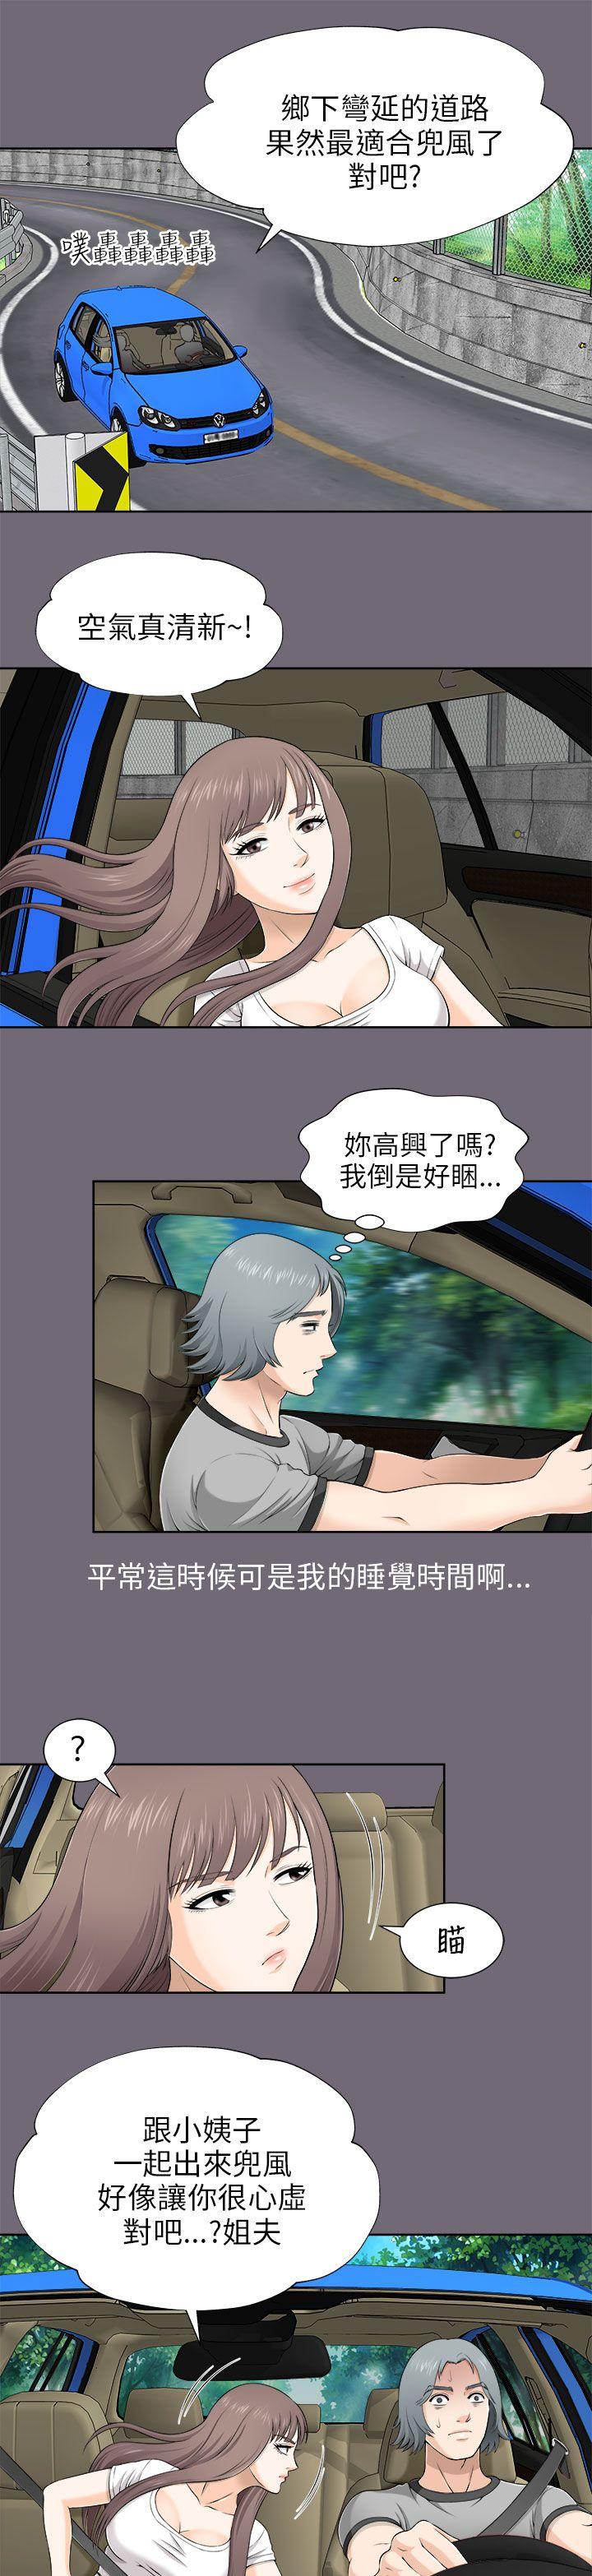 鄉下彎延的道路
果然最適合兜風了
對吧?
噗轟轟轟轟
空氣真清新~!
妳高興了嗎?
我倒是好睏...
平常這時候可是我的睡覺時間啊...
?
瞄
跟小姨子
一起出來兜風
好像讓你很心虛
對吧...?姐夫